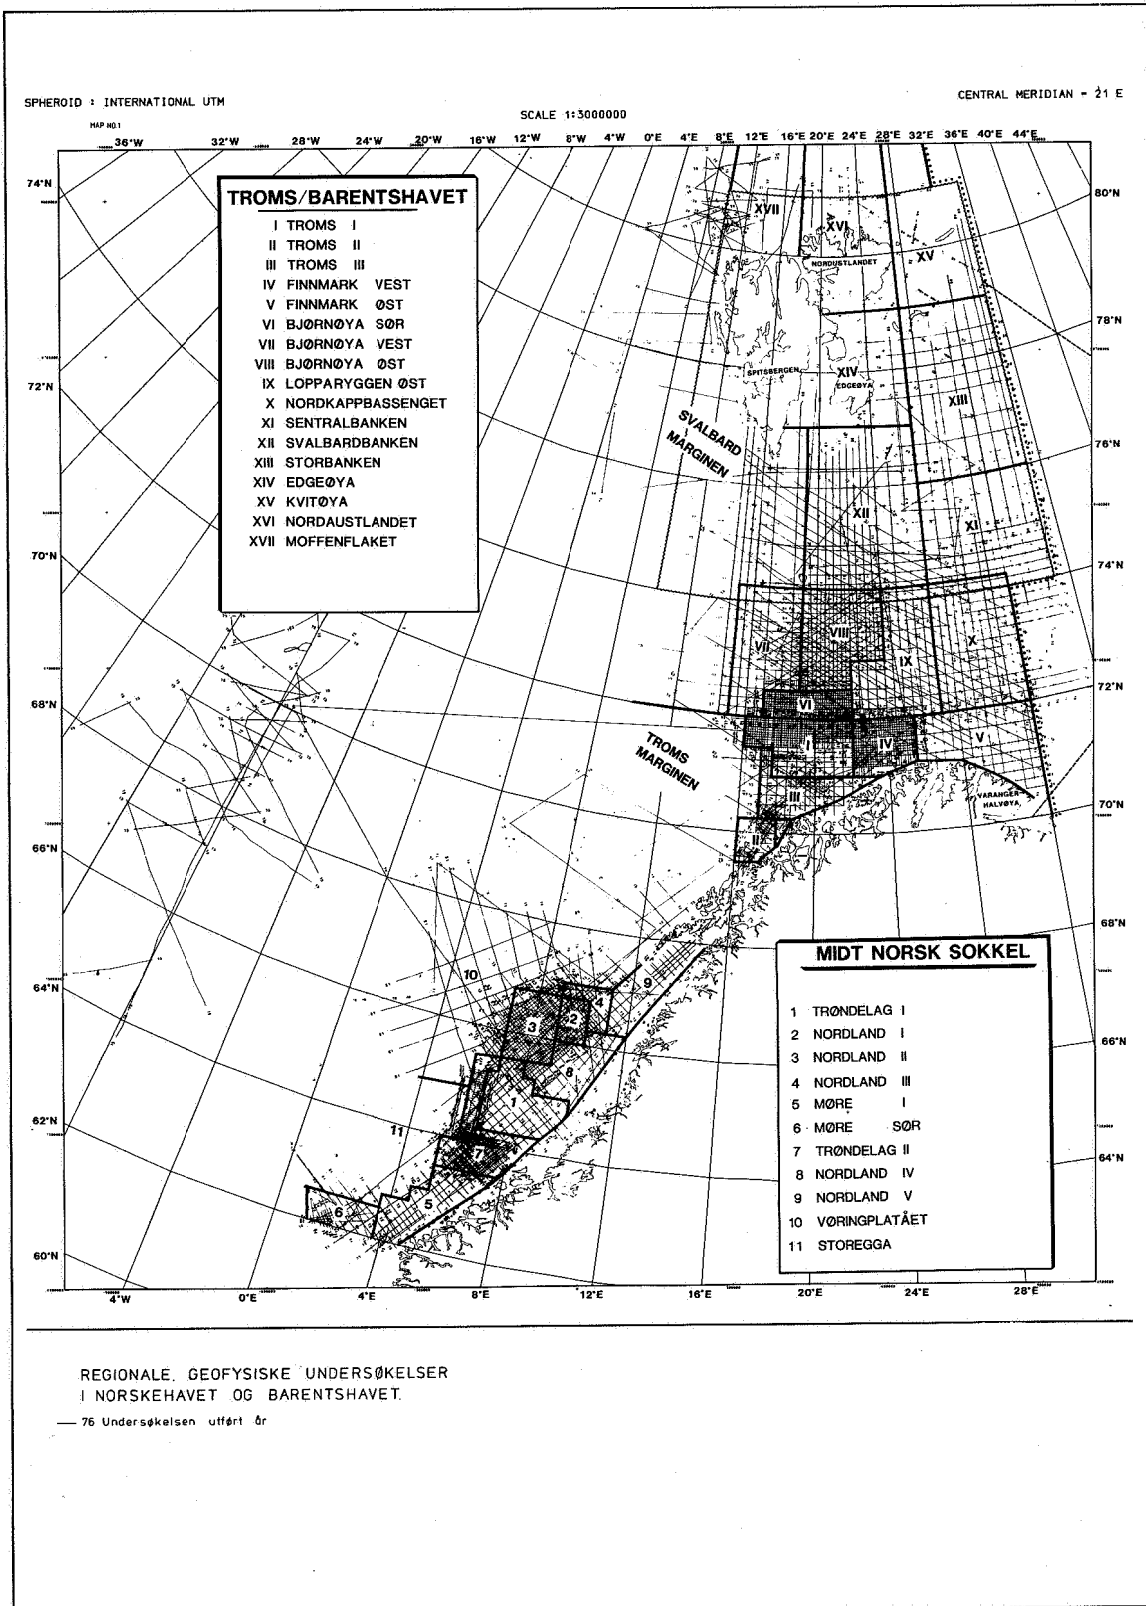 SPHEROID : INTERNATIONAL UTM
CENTRAL MERIDIAN - 21 E
SCALE 1:3000000
MAP NO.1
36°W 32°W 28°W 24°W 20°W 16°W 12°W 8°W 4°W 0°E 4°E 8°E 12°E 16°E 20°E 24°E 28°E 32°E 36°E 40°E 44°E
74°N
72°N
70°N
68°N
66°N
64°N
62°N
60°N
80°N
78°N
76°N
74°N
72°N
70°N
68°N
66°N
64°N
TROMS/BARENTSHAVET
I TROMS I
II TROMS II
III TROMS III
IV FINNMARK VEST
V FINNMARK ØST
VI BJØRNØYA SØR
VII BJØRNØYA VEST
VIII BJØRNØYA ØST
IX LOPPARYGGEN ØST
X NORDKAPPBASSENGET
XI SENTRALBANKEN
XII SVALBARDBANKEN
XIII STORBANKEN
XIV EDGEØYA
XV KVITØYA
XVI NORDAUSTLANDET
XVII MOFFENFLAKET
XVII
XVI
NORDUSTLANDET
XV
SPITSBERGEN
XIV
EDGEØYA
XIII
SVALBARD
MARGINEN
XII
XI
VII
VIII
IX
X
VI
I
IV
V
TROMS
MARGINEN
III
VARANGER
HALVØYA
II
10
9
4
3
2
8
1
11
7
6
5
MIDT NORSK SOKKEL
1 TRØNDELAG I
2 NORDLAND I
3 NORDLAND II
4 NORDLAND III
5 MØRE I
6 MØRE SØR
7 TRØNDELAG II
8 NORDLAND IV
9 NORDLAND V
10 VØRINGPLATÅET
11 STOREGGA
4°W 0°E 4°E 8°E 12°E 16°E 20°E 24°E 28°E
REGIONALE. GEOFYSISKE UNDERSØKELSER
I NORSKEHAVET OG BARENTSHAVET.
76 Undersøkelsen utført år